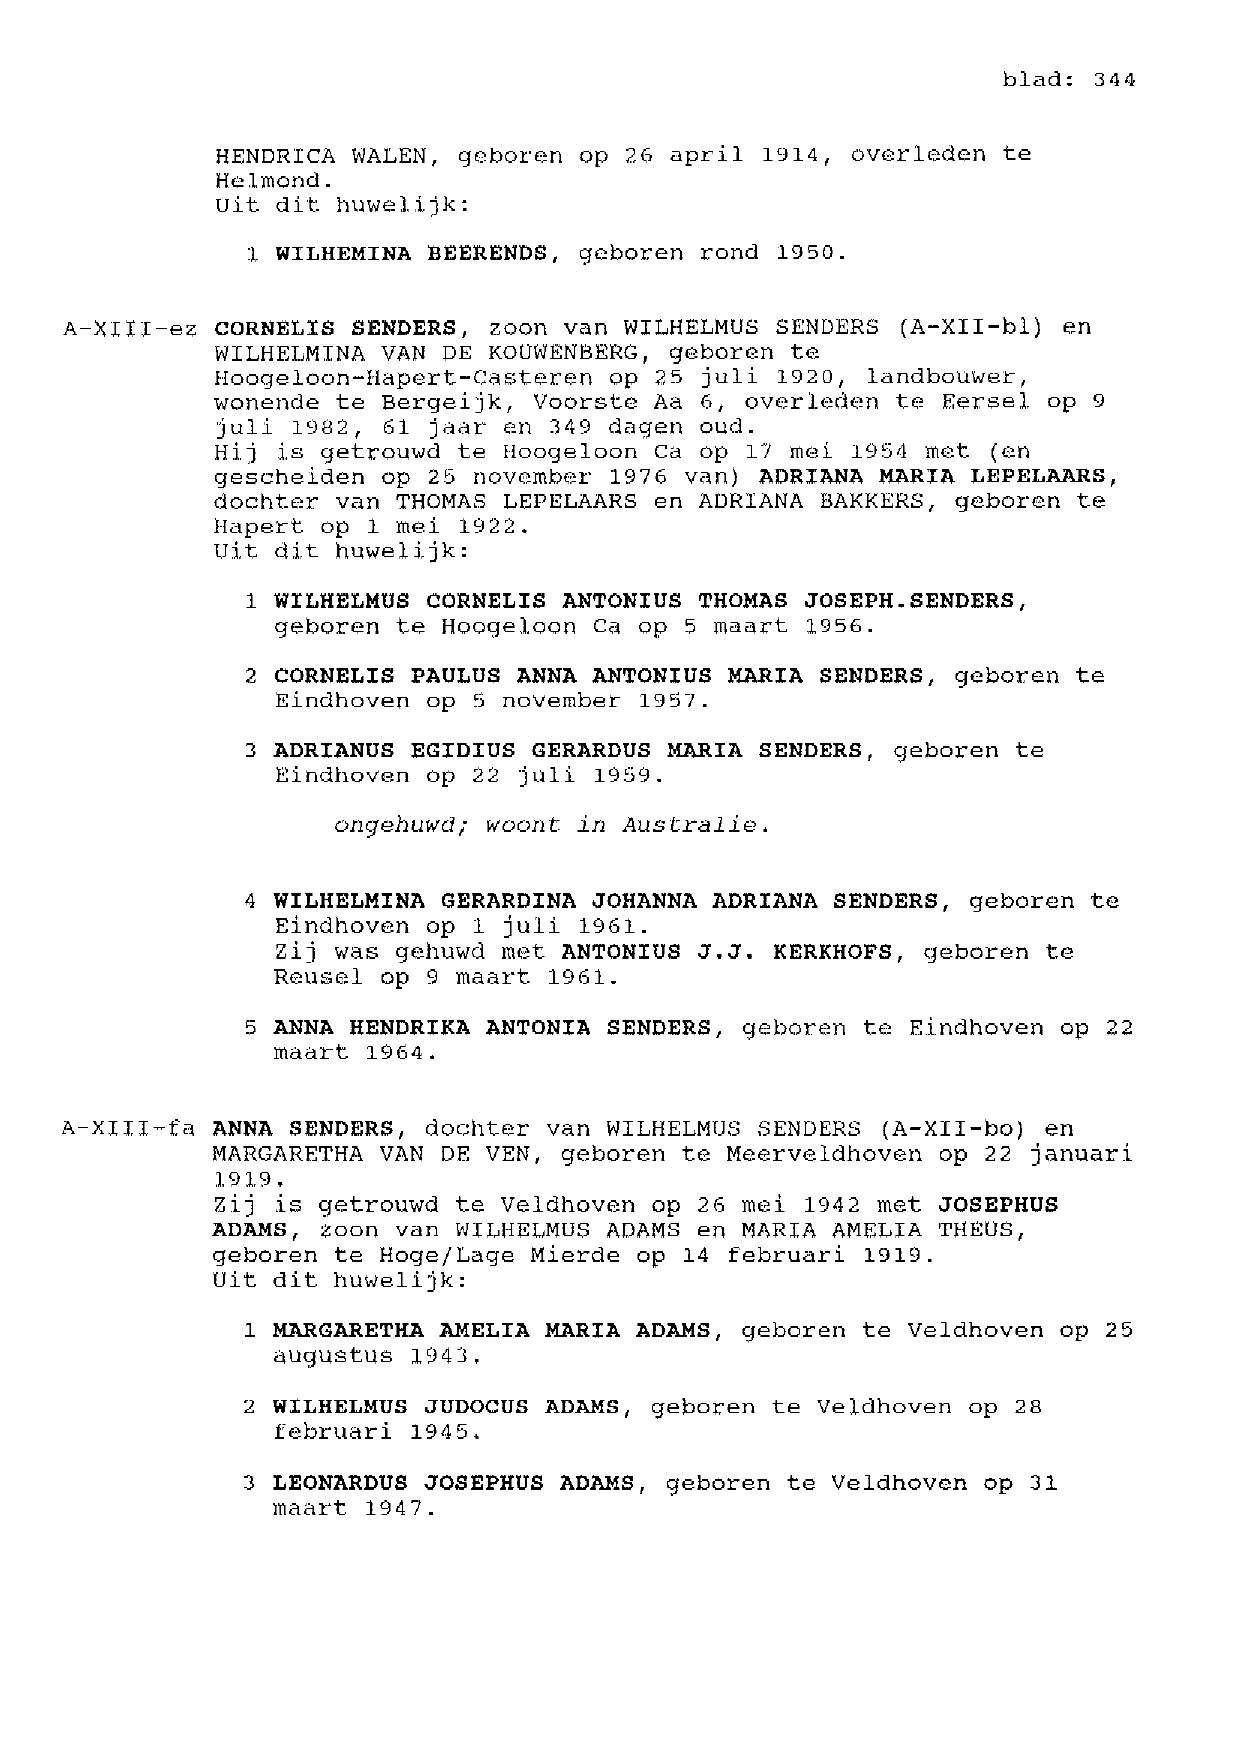 blad: 344
HENDRICA WALEN, geboren op 26 april 1914, overleden te
Helmond.
Uit dit huwelijk:
1 WILHEMINA BEERENDS, geboren rond 1950.
A-XIII-ez CORNELIS SENDERS, zoon van WILHELMUS SENDERS (A-XII-bl) en
WILHELMINA VAN DE KOUWENBERG, geboren te
Hoogeloon-Hapert-Casteren op 25 juli 1920, landbouwer,
wonende te Bergeijk, Voorste Aa 6, overleden te Eersel op 9
juli 1982, 61 jaar en 349 dagen oud.
Hij is getrouwd te Hoogeloon Ca op 17 mei 1954 met (en
gescheiden op 25 november 1976 van) ADRIANA MARIA LEPELAARS,
dochter van THOMAS LEPELAARS en ADRIANA BAKKERS, geboren te
Hapert op 1 mei 1922.
Uit dit huwelijk:
1 WILHELMUS CORNELIS ANTONIUS THOMAS JOSEPH.SENDERS,
geboren te Hoogeloon Ca op 5 maart 1956.
2 CORNELIS PAULUS ANNA ANTONIUS MARIA SENDERS, geboren te
Eindhoven op 5 november 1957.
3 ADRIANUS EGIDIUS GERARDUS MARIA SENDERS, geboren te
Eindhoven op 22 juli 1959.
ongehuwd; woont in Australie.
4 WILHELMINA GERARDINA JOHANNA ADRIANA SENDERS, geboren te
Eindhoven op 1 juli 1961.
Zij was gehuwd met ANTONIUS J.J. KERKHOFS, geboren te
Reusel op 9 maart 1961.
5 ANNA HENDRIKA ANTONIA SENDERS, geboren te Eindhoven op 22
maart 1964.
A-XIII-fa ANNA SENDERS, dochter van WILHELMUS SENDERS (A-XII-bo) en
MARGARETHA VAN DE VEN, geboren te Meerveldhoven op 22 januari
1919.
Zij is getrouwd te Veldhoven op 26 mei 1942 met JOSEPHUS
ADAMS, zoon van WILHELMUS ADAMS en MARIA AMELIA THEUS,
geboren te Hoge/Lage Mierde op 14 februari 1919.
Uit dit huwelijk:
1 MARGARETHA AMELIA MARIA ADAMS, geboren te Veldhoven op 25
augustus 1943.
2 WILHELMUS JUDOCUS ADAMS, geboren te Veldhoven op 28
februari 1945.
3 LEONARDUS JOSEPHUS ADAMS, geboren te Veldhoven op 31
maart 1947.